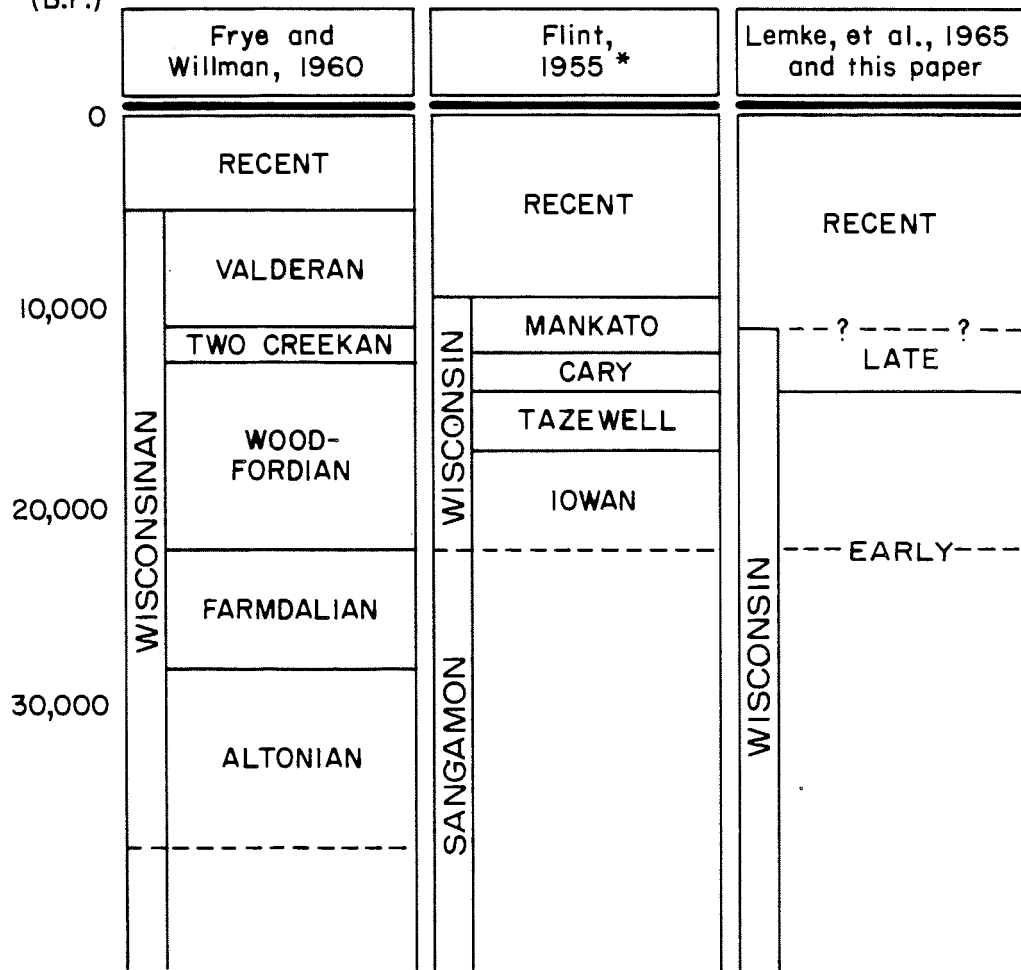 (B.P.)
Frye and
Willman, 1960
Flint,
1955 *
Lemke, et al., 1965
and this paper
0
10,000
20,000
30,000
WISCONSINAN
RECENT
VALDERAN
TWO CREEKAN
WOOD-
FORDIAN
FARMDALIAN
ALTONIAN
RECENT
WISCONSIN
MANKATO
CARY
TAZEWELL
IOWAN
SANGAMON
RECENT
? ?
WISCONSIN
LATE
EARLY